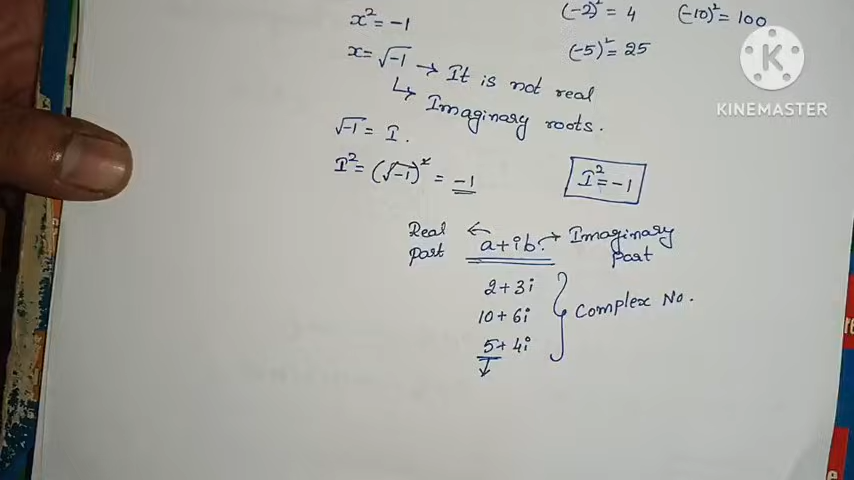 x² = -1
(-2)² = 4
(-10)² = 100
x = √-1 → It is not real
(-5)² = 25
↳ Imaginary roots.
√-1 = I.
I² = (√-1)² = -1
I² = -1
Real part ← a + ib. → Imaginary part
2 + 3i
10 + 6i
5 + 4i
Complex No.
KINEMASTER